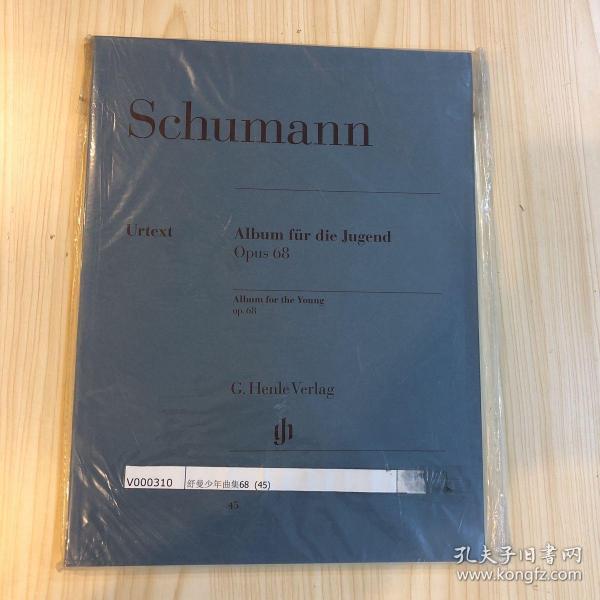 Schumann
Urtext
Album für die Jugend
Opus 68
Album for the Young
op. 68
G. Henle Verlag
V000310 舒曼少年曲集68 (45)
45
孔夫子旧书网
www.kongfz.com